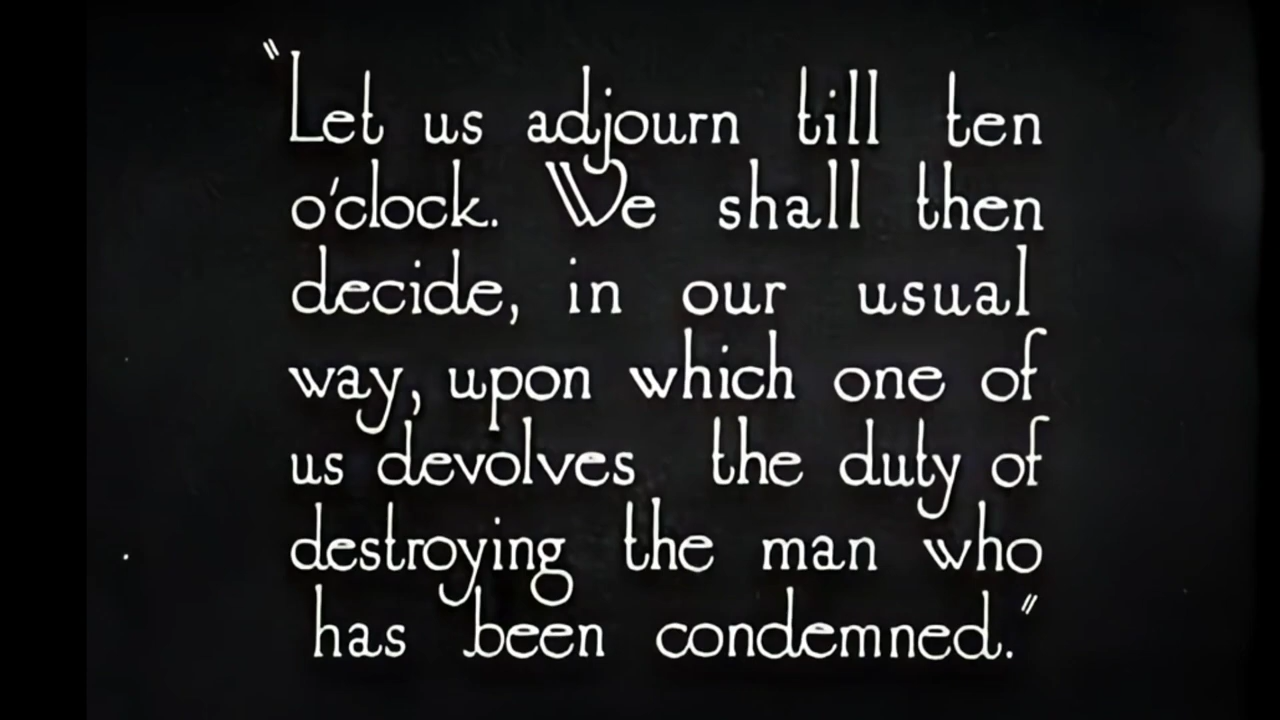 "Let us adjourn till ten
o'clock. We shall then
decide, in our usual
way, upon which one of
us devolves the duty of
destroying the man who
has been condemned."